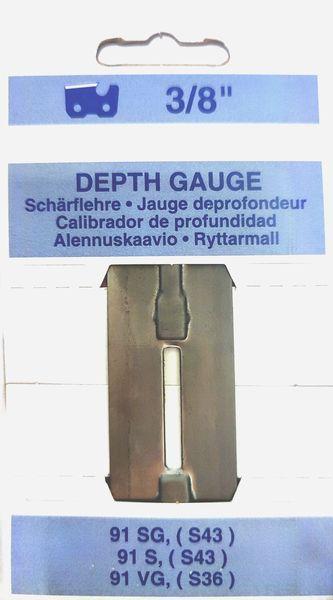 3/8"
DEPTH GAUGE
Schärflehre • Jauge deprofondeur
Calibrador de profundidad
Alennuskaavio • Ryttarmall
91 SG, ( S43 )
91 S, ( S43 )
91 VG, ( S36 )